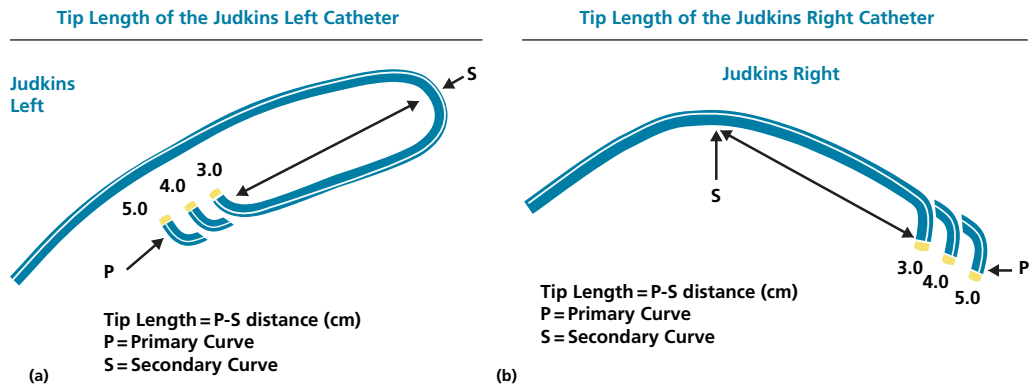 Tip Length of the Judkins Left Catheter
Judkins
Left
S
3.0
4.0
5.0
P
Tip Length = P-S distance (cm)
P = Primary Curve
S = Secondary Curve
(a)
Tip Length of the Judkins Right Catheter
Judkins Right
S
3.0
4.0
5.0
P
Tip Length = P-S distance (cm)
P = Primary Curve
S = Secondary Curve
(b)